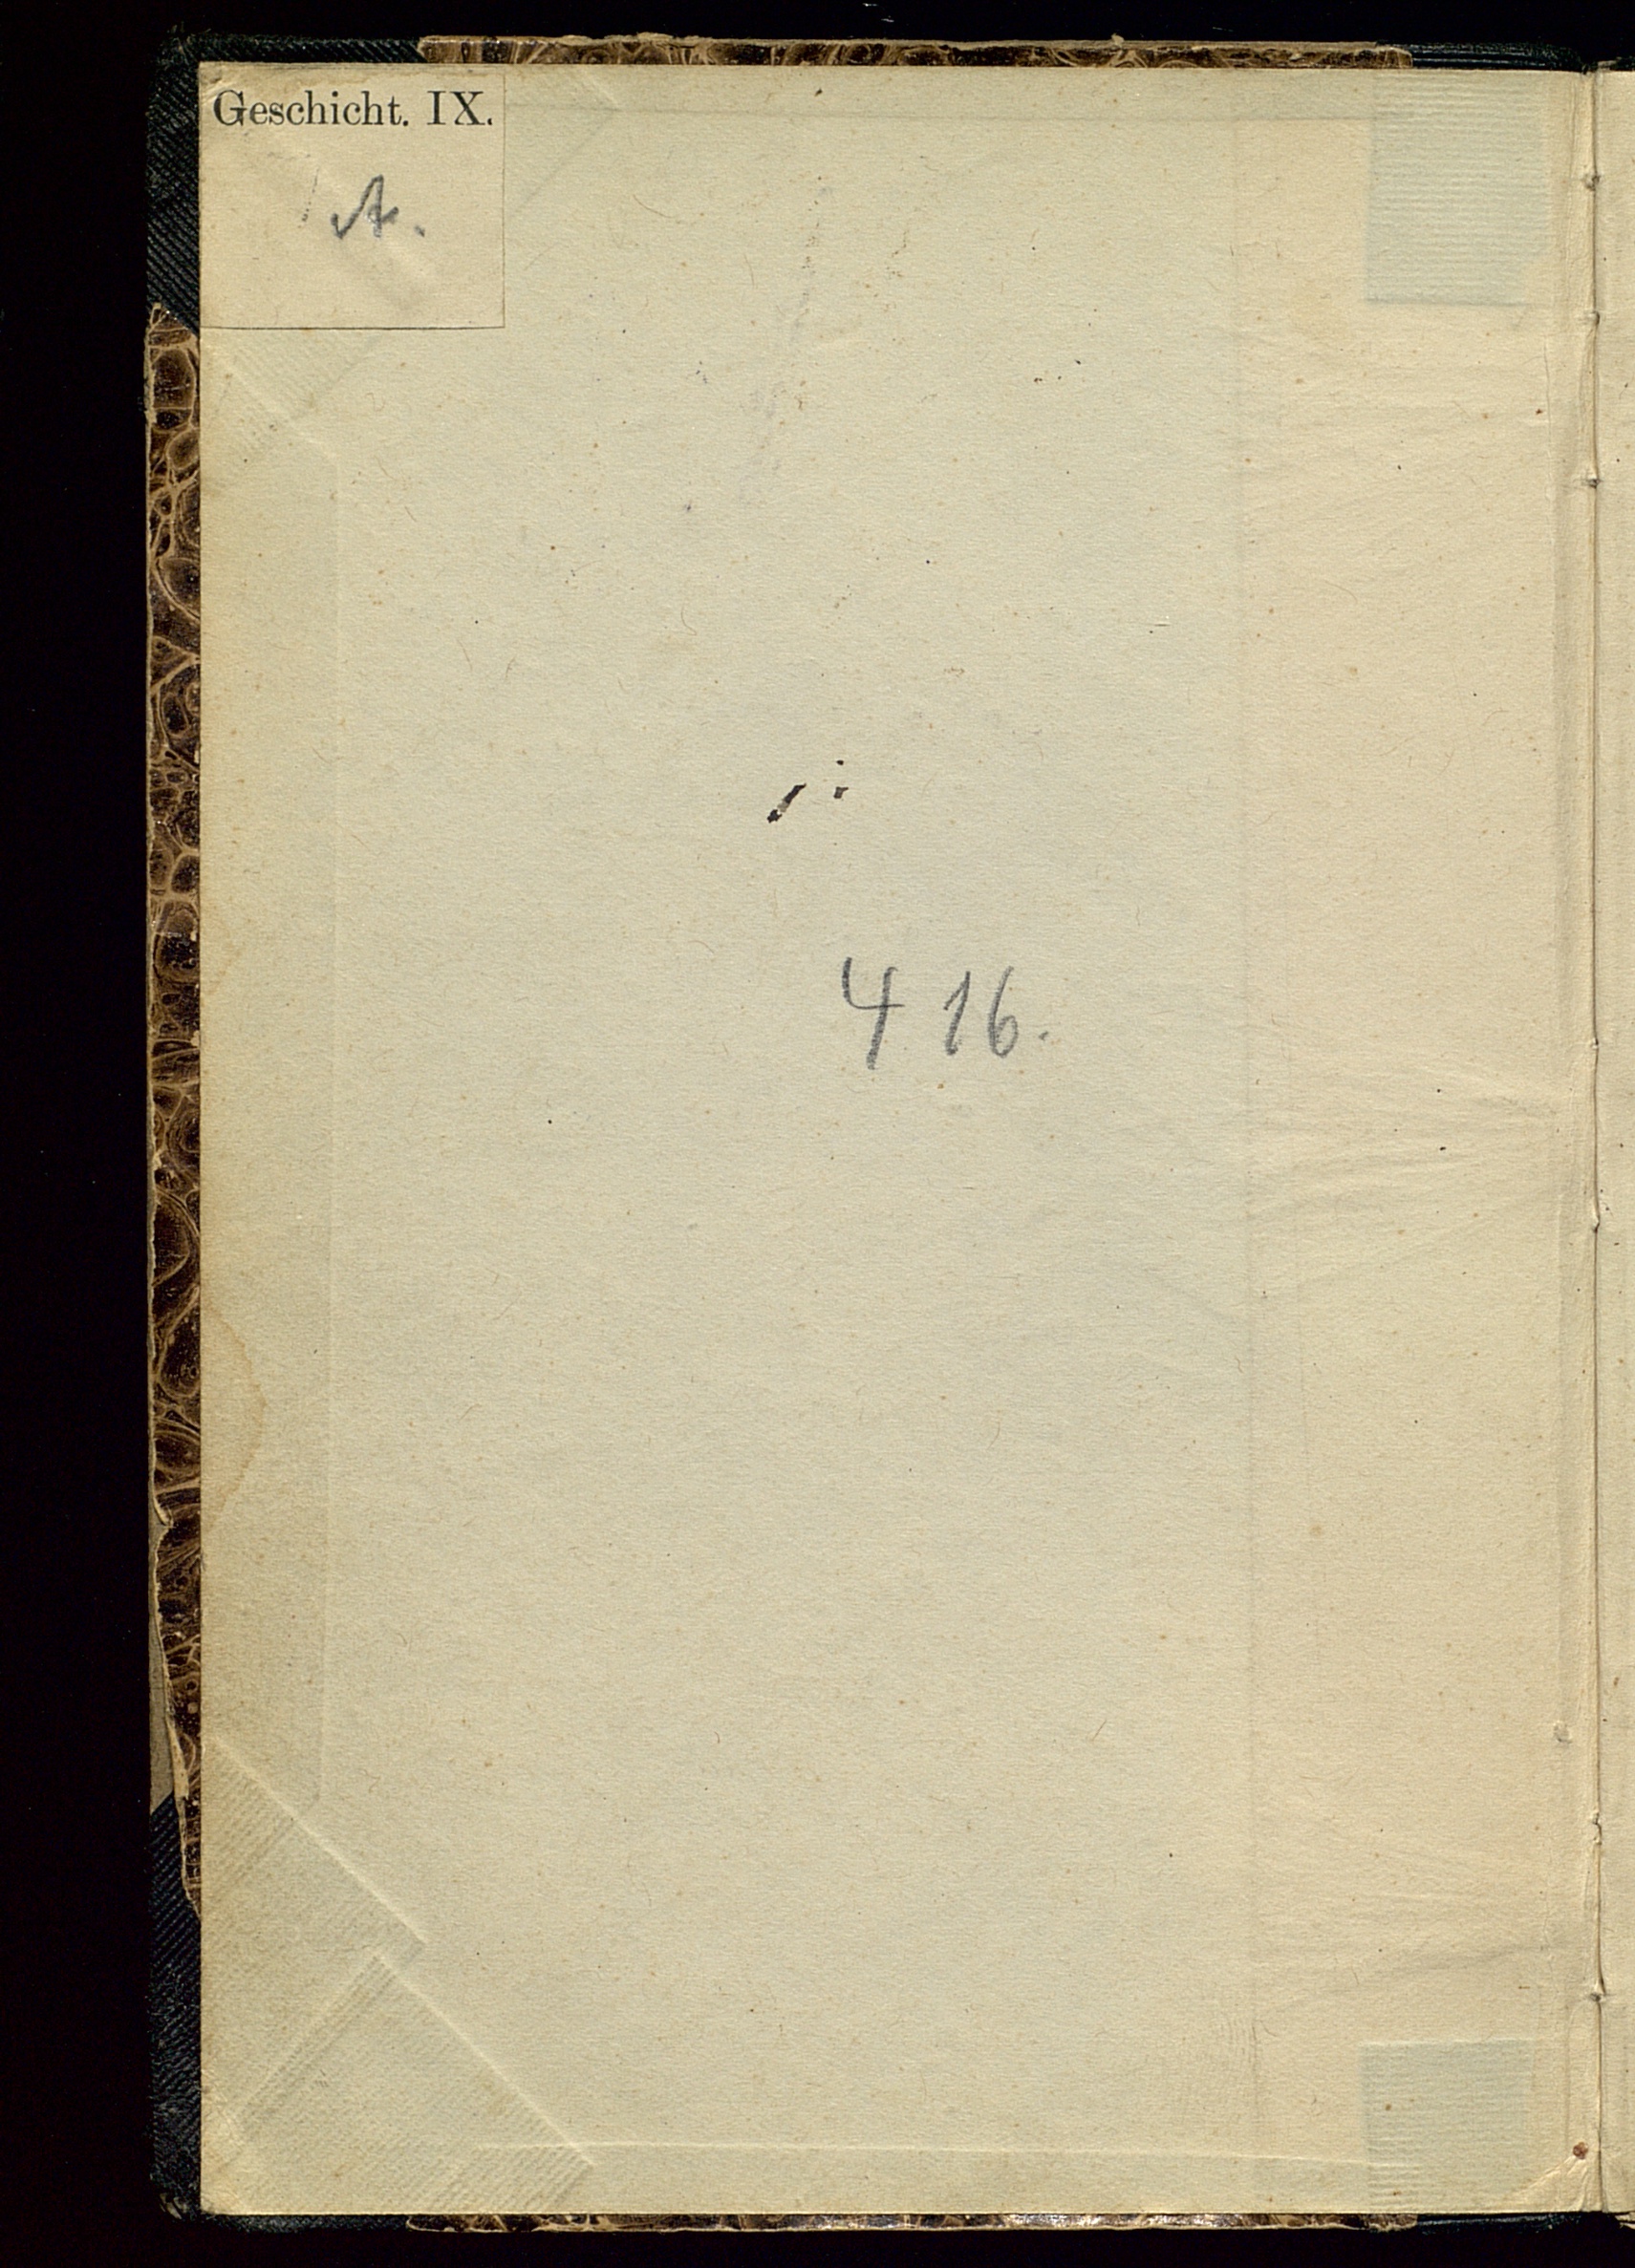 Geschicht. IX.
A.
416.